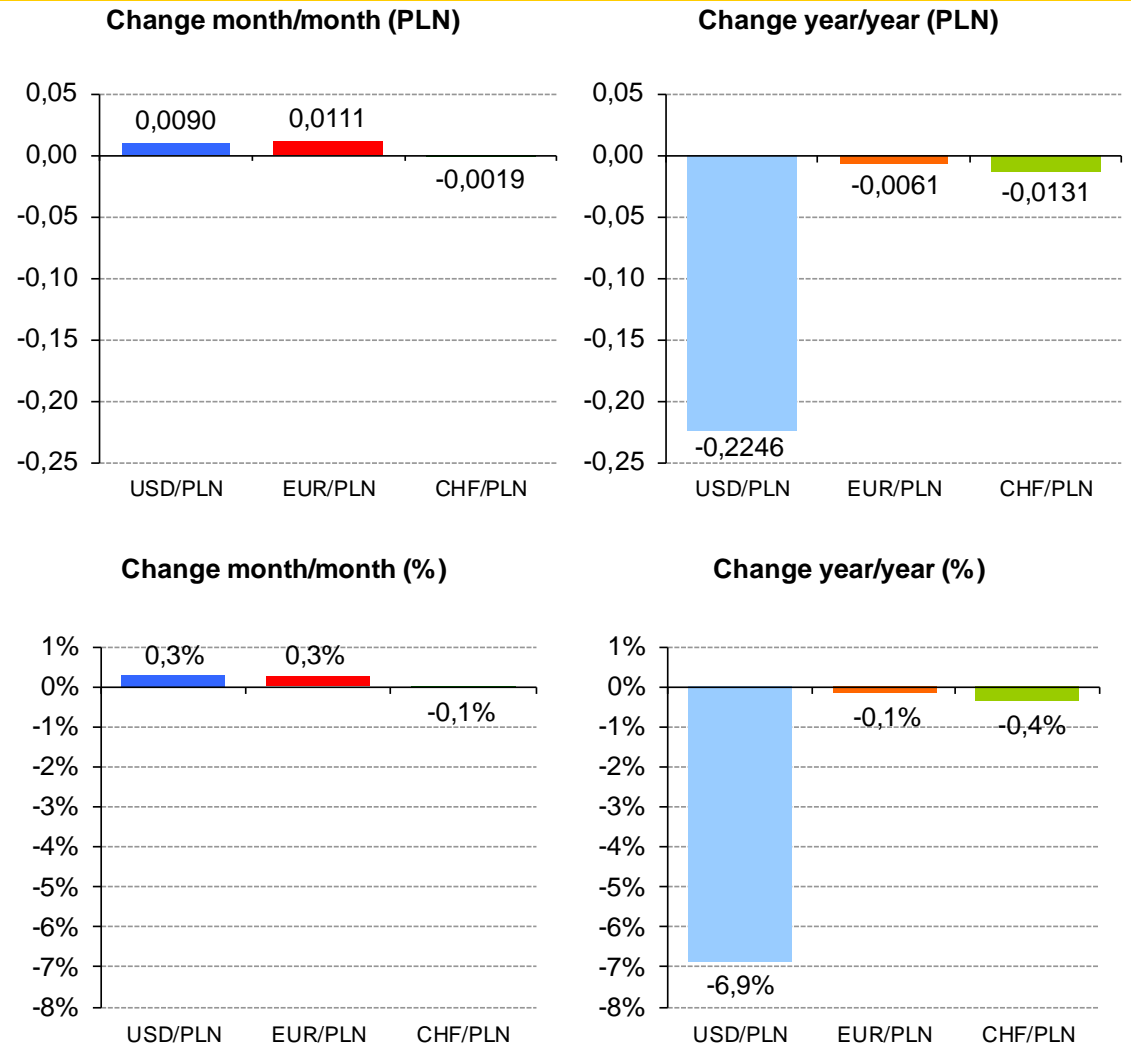 Change month/month (PLN)
0,05
0,00
-0,05
-0,10
-0,15
-0,20
-0,25
0,0090
0,0111
-0,0019
USD/PLN
EUR/PLN
CHF/PLN
Change year/year (PLN)
0,05
0,00
-0,05
-0,10
-0,15
-0,20
-0,25
-0,2246
-0,0061
-0,0131
USD/PLN
EUR/PLN
CHF/PLN
Change month/month (%)
1%
0%
-1%
-2%
-3%
-4%
-5%
-6%
-7%
-8%
0,3%
0,3%
-0,1%
USD/PLN
EUR/PLN
CHF/PLN
Change year/year (%)
1%
0%
-1%
-2%
-3%
-4%
-5%
-6%
-7%
-8%
-6,9%
-0,1%
-0,4%
USD/PLN
EUR/PLN
CHF/PLN